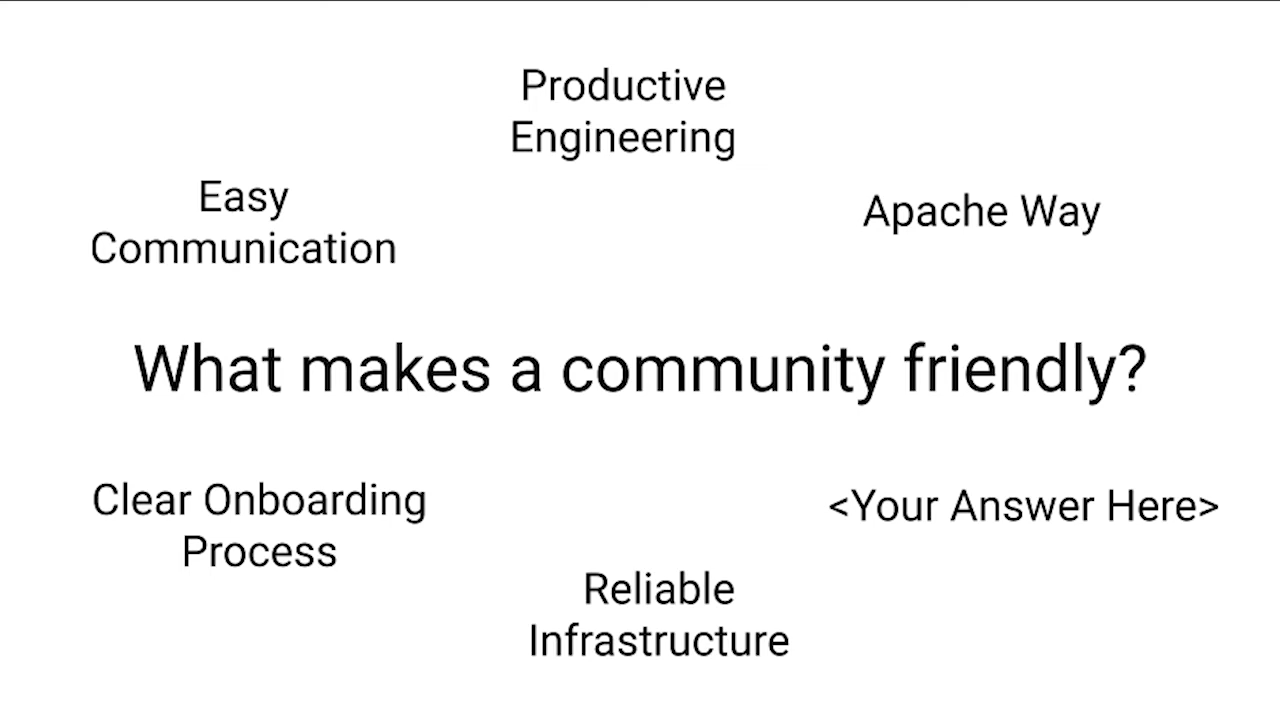 Productive
Engineering
Easy
Communication
Apache Way
What makes a community friendly?
Clear Onboarding
Process
<Your Answer Here>
Reliable
Infrastructure